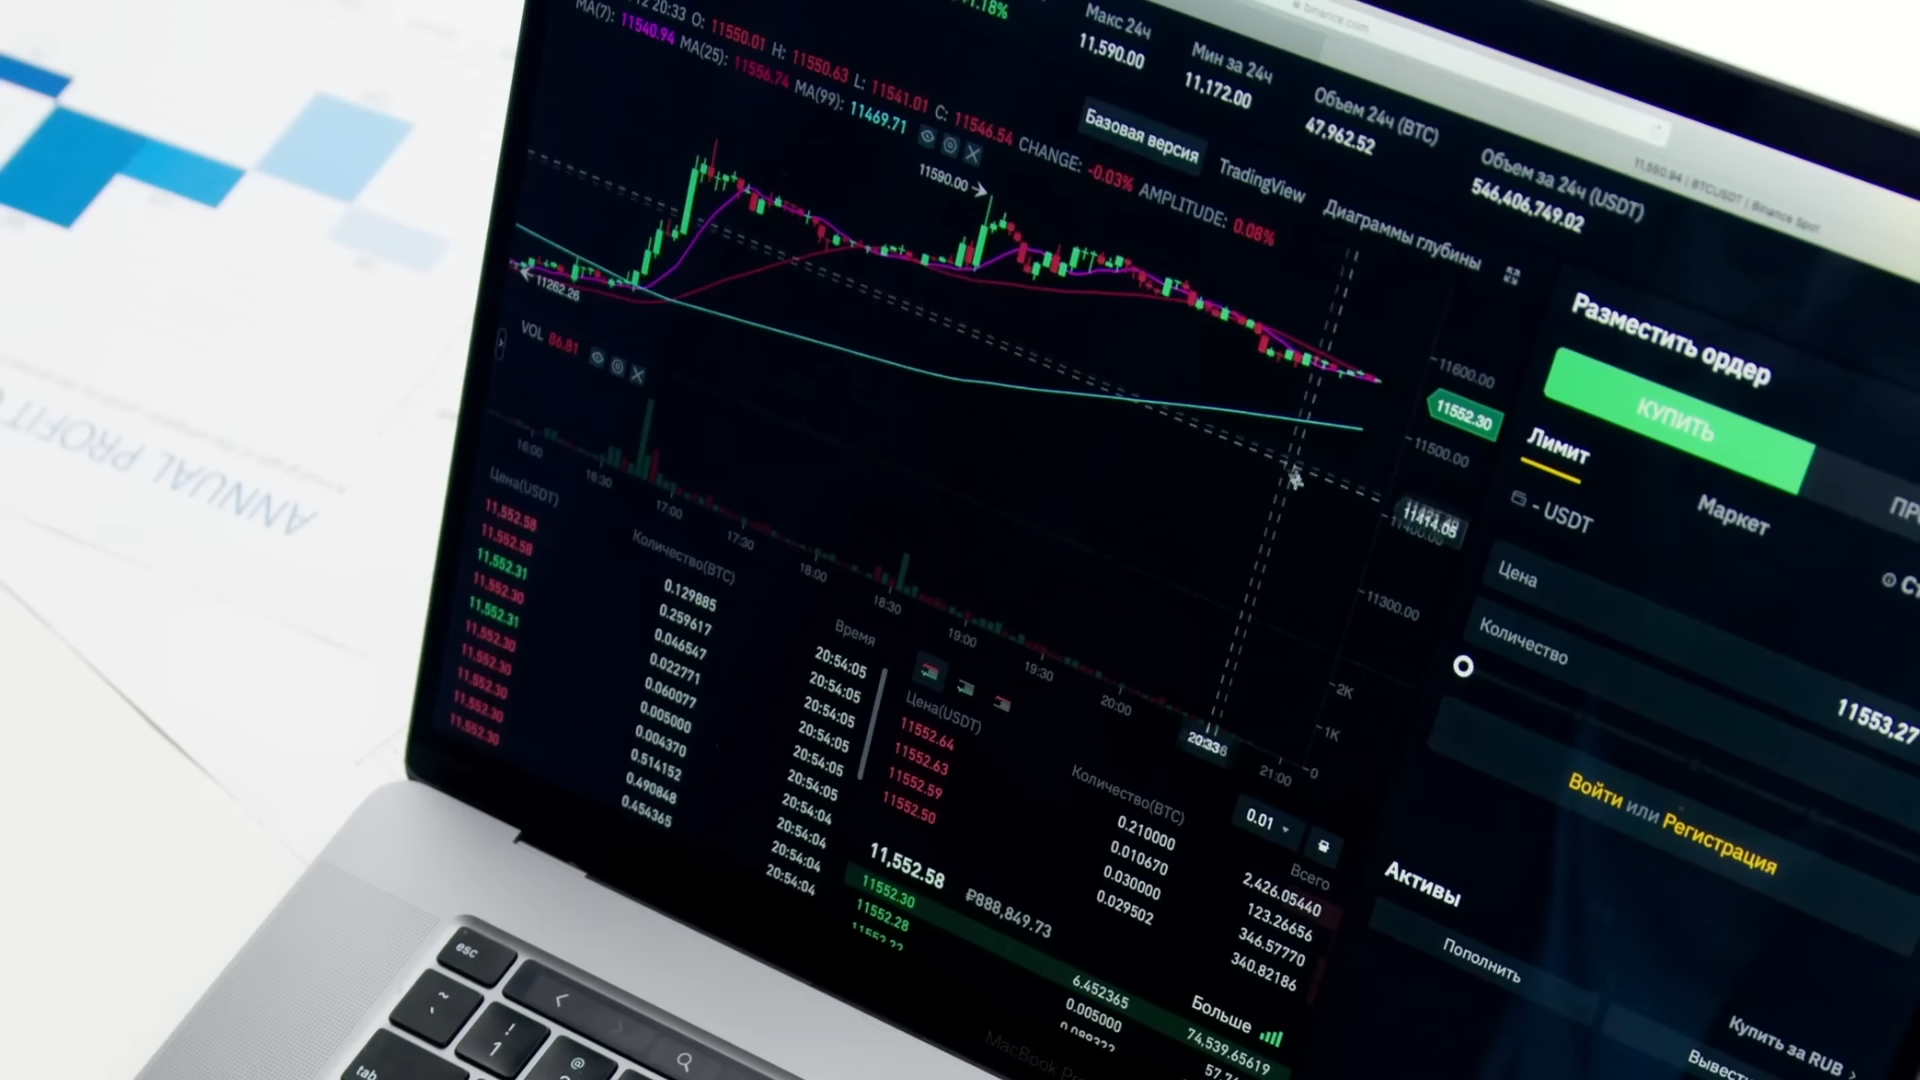 binance.com
11,550.94 | BTCUSDT | Binance Spot
20:33 O: 11550.01 H: 11550.63 L: 11541.01 C: 11546.54 CHANGE: -0.03% AMPLITUDE: 0.08%
MA(7): 11540.94 MA(25): 11556.74 MA(99): 11469.71
Макс 24ч
11,590.00
Мин за 24ч
11,172.00
Объем 24ч (BTC)
47,962.52
Объем за 24ч (USDT)
546,406,749.02
Базовая версия
TradingView
Диаграммы глубины
11590.00
11262.26
VOL 86.81
11600.00
11552.30
11500.00
11414.05
11400.00
11300.00
2K
1K
0
16:00
16:30
17:00
17:30
18:00
18:30
19:00
19:30
20:00
21:00
Цена(USDT)
11,552.58
11,552.58
11,552.31
11,552.30
11,552.31
11,552.30
11,552.30
11,552.30
11,552.30
11,552.30
Количество(BTC)
0.129885
0.259617
0.046547
0.022771
0.060077
0.005000
0.004370
0.514152
0.490848
0.454365
Время
20:54:05
20:54:05
20:54:05
20:54:05
20:54:05
20:54:05
20:54:04
20:54:04
20:54:04
20:54:04
0.01
Цена(USDT)
11552.64
11552.63
11552.59
11552.50
Количество(BTC)
0.210000
0.010670
0.030000
0.029502
Всего
2,426.05440
123.26656
346.57770
340.82186
11,552.58 ₽888,849.73
Больше
11552.30
11552.28
6.452365
0.005000
74,539.65619
Разместить ордер
КУПИТЬ
Лимит
Маркет
- USDT
Цена
11553,27
Количество
Войти или Регистрация
Активы
Пополнить
Купить за RUB
ANNUAL PROFIT
MacBook
esc
~
!
1
@
tab